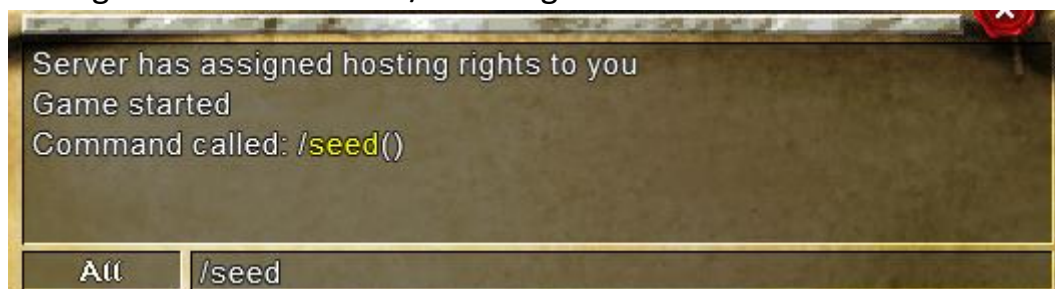 Server has assigned hosting rights to you
Game started
Command called: /seed()
All /seed